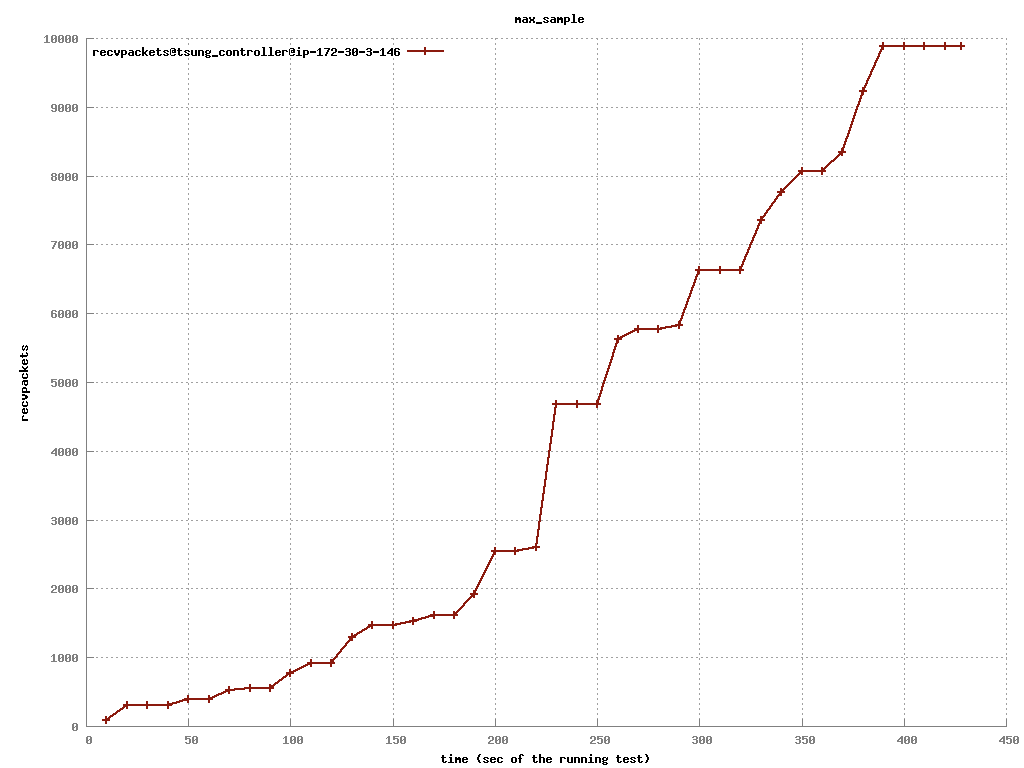 max_sample
recvpackets@tsung_controller@ip-172-30-3-146
10000
9000
8000
7000
6000
5000
4000
3000
2000
1000
0
recvpackets
0 50 100 150 200 250 300 350 400 450
time (sec of the running test)